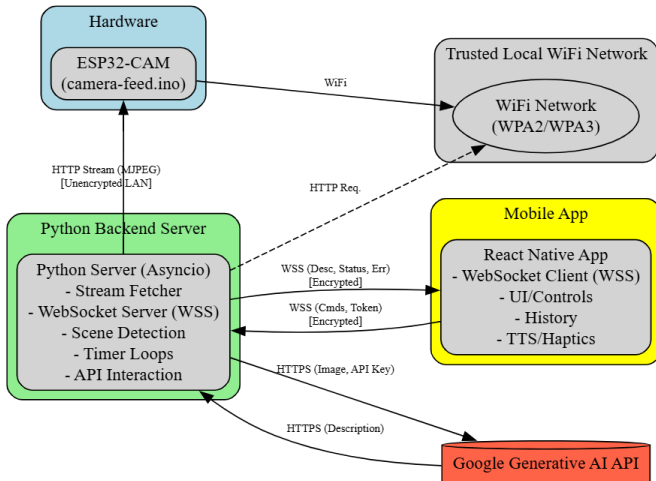 Hardware
ESP32-CAM
(camera-feed.ino)
Trusted Local WiFi Network
WiFi Network
(WPA2/WPA3)
WiFi
HTTP Stream (MJPEG)
[Unencrypted LAN]
HTTP Req.
Python Backend Server
Python Server (Asyncio)
- Stream Fetcher
- WebSocket Server (WSS)
- Scene Detection
- Timer Loops
- API Interaction
WSS (Desc, Status, Err)
[Encrypted]
WSS (Cmds, Token)
[Encrypted]
Mobile App
React Native App
- WebSocket Client (WSS)
- UI/Controls
- History
- TTS/Haptics
HTTPS (Image, API Key)
HTTPS (Description)
Google Generative AI API